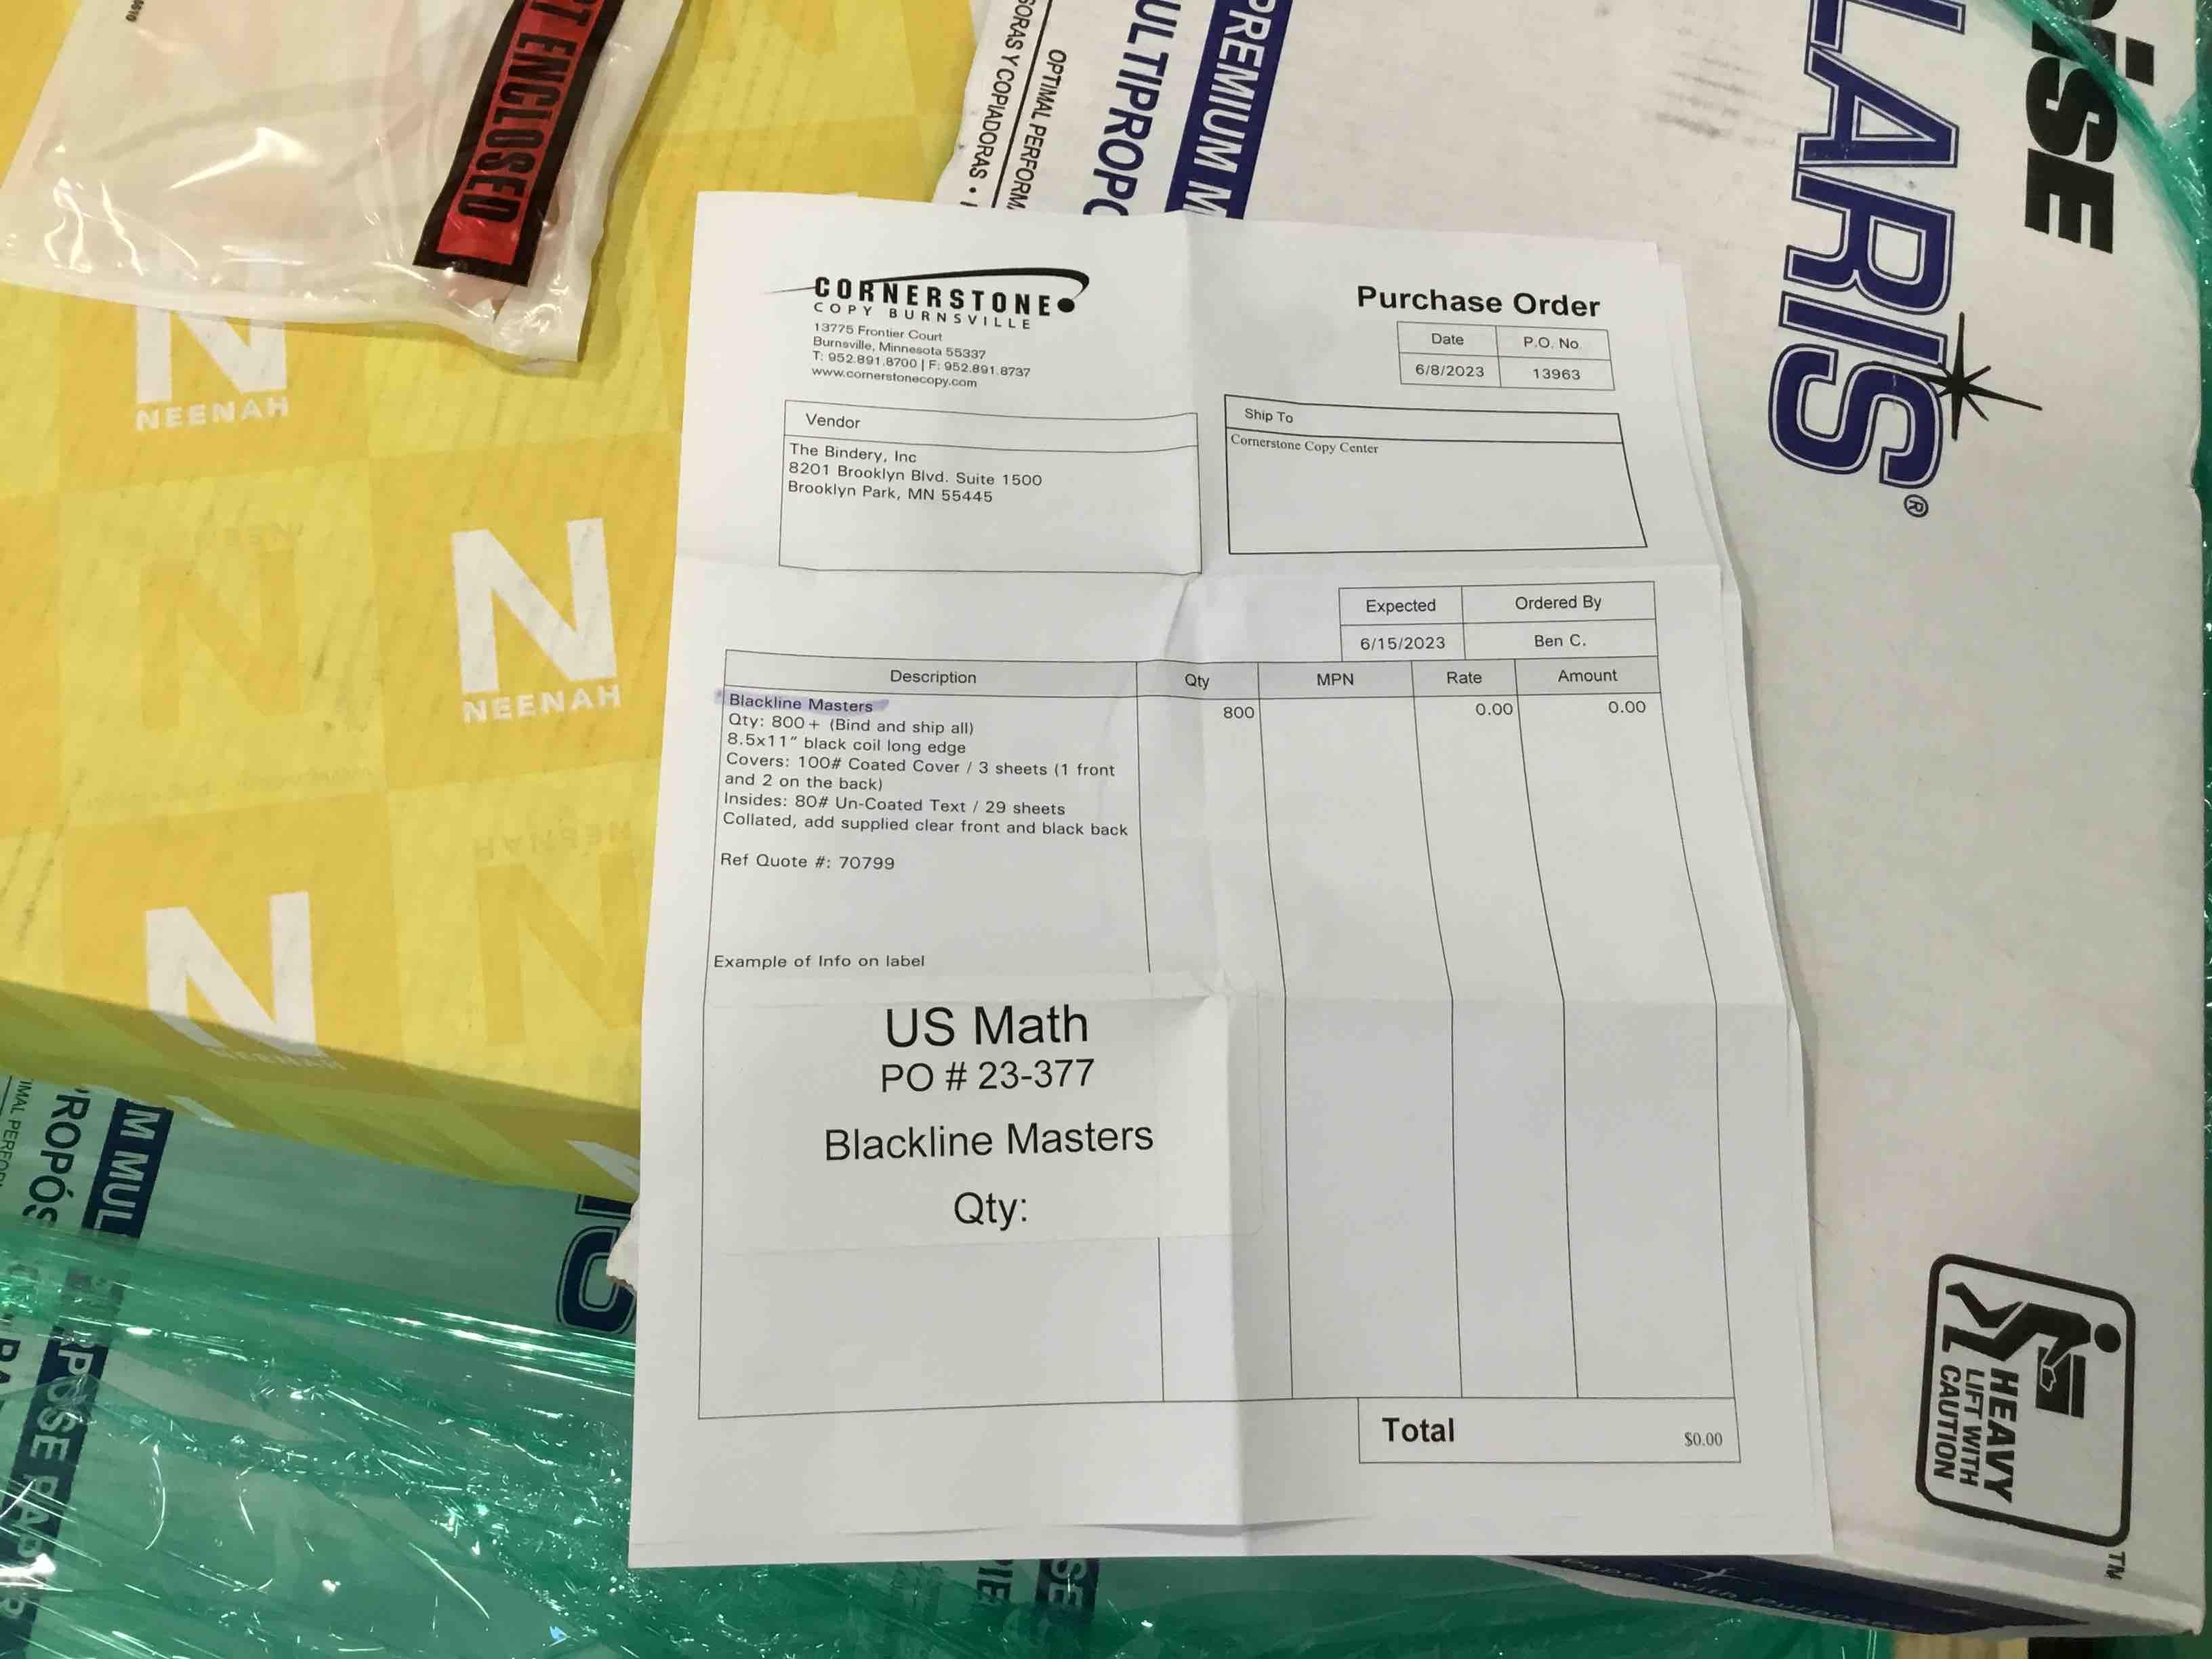 ENCLOSED
NEENAH
NEENAH
OPTIMAL
PREMIUM
LARIS®
HEAVY
LIFT WITH
CAUTION
TM
CORNERSTONE
COPY BURNSVILLE
13775 Frontier Court
Burnsville, Minnesota 55337
T: 952.891.8700 | F: 952.891.8737
www.cornerstonecopy.com
Purchase Order
Date P.O. No.
6/8/2023 13963
Vendor
The Bindery, Inc
8201 Brooklyn Blvd. Suite 1500
Brooklyn Park, MN 55445
Ship To
Cornerstone Copy Center
Expected Ordered By
6/15/2023 Ben C.
Description Qty MPN Rate Amount
Blackline Masters 800 0.00 0.00
Qty: 800+ (Bind and ship all)
8.5x11" black coil long edge
Covers: 100# Coated Cover / 3 sheets (1 front
and 2 on the back)
Insides: 80# Un-Coated Text / 29 sheets
Collated, add supplied clear front and black back
Ref Quote #: 70799
Example of Info on label
US Math
PO # 23-377
Blackline Masters
Qty:
Total $0.00